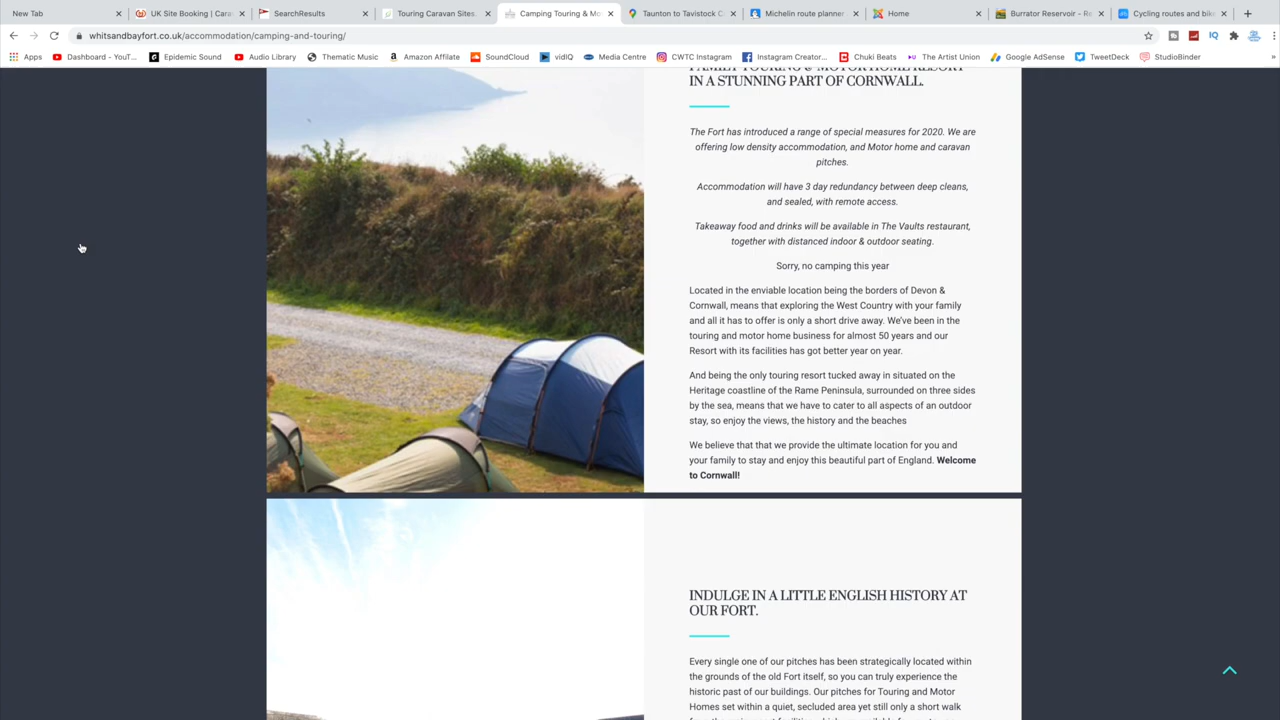 New Tab
UK Site Booking | Cara
SearchResults
Touring Caravan Sites.
Camping Touring & Mo
Taunton to Tavistock C
Michelin route planner
Home
Burrator Reservoir - Re
Cycling routes and bik
whitsandbayfort.co.uk/accommodation/camping-and-touring/
Apps
Dashboard - YouT...
Epidemic Sound
Audio Library
Thematic Music
Amazon Affilate
SoundCloud
vidIQ
Media Centre
CWTC Instagram
Instagram Creator...
Chuki Beats
The Artist Union
Google AdSense
TweetDeck
StudioBinder
»
FAMILY TOURING & MOTORHOME RESORT
IN A STUNNING PART OF CORNWALL.
The Fort has introduced a range of special measures for 2020. We are
offering low density accommodation, and Motor home and caravan
pitches.
Accommodation will have 3 day redundancy between deep cleans,
and sealed, with remote access.
Takeaway food and drinks will be available in The Vaults restaurant,
together with distanced indoor & outdoor seating.
Sorry, no camping this year
Located in the enviable location being the borders of Devon &
Cornwall, means that exploring the West Country with your family
and all it has to offer is only a short drive away. We've been in the
touring and motor home business for almost 50 years and our
Resort with its facilities has got better year on year.
And being the only touring resort tucked away in situated on the
Heritage coastline of the Rame Peninsula, surrounded on three sides
by the sea, means that we have to cater to all aspects of an outdoor
stay, so enjoy the views, the history and the beaches
We believe that that we provide the ultimate location for you and
your family to stay and enjoy this beautiful part of England. Welcome
to Cornwall!
INDULGE IN A LITTLE ENGLISH HISTORY AT
OUR FORT.
Every single one of our pitches has been strategically located within
the grounds of the old Fort itself, so you can truly experience the
historic past of our buildings. Our pitches for Touring and Motor
Homes set within a quiet, secluded area yet still only a short walk